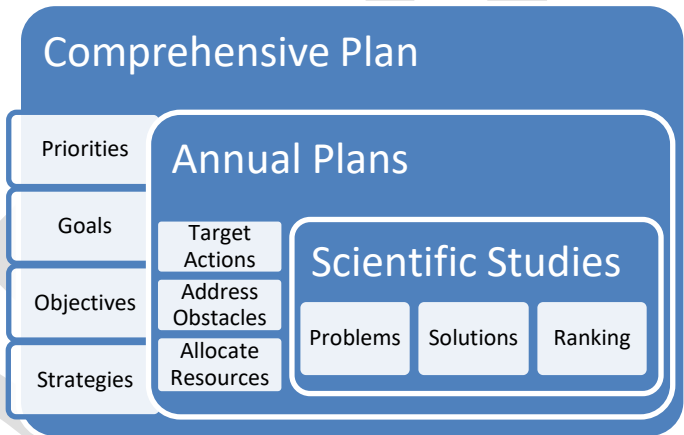 Comprehensive Plan
Priorities
Goals
Objectives
Strategies
Annual Plans
Target
Actions
Address
Obstacles
Allocate
Resources
Scientific Studies
Problems
Solutions
Ranking